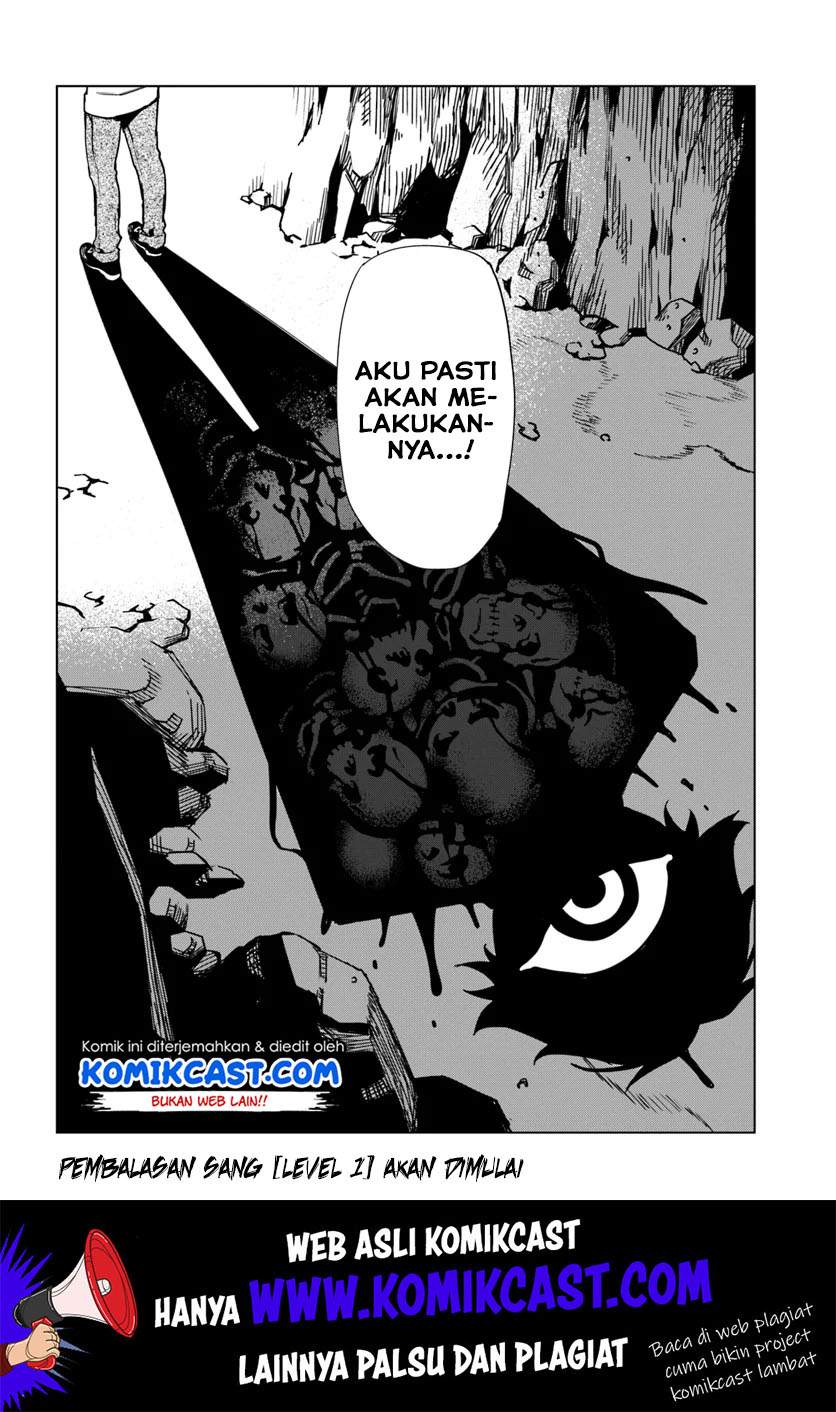 AKU PASTI
AKAN ME-
LAKUKAN-
NYA...!
Komik ini diterjemahkan & diedit oleh
KOMIKCAST.COM
BUKAN WEB LAIN!!
PEMBALASAN SANG [LEVEL 1] AKAN DIMULAI
WEB ASLI KOMIKCAST
HANYA WWW.KOMIKCAST.COM
LAINNYA PALSU DAN PLAGIAT
Baca di web plagiat
cuma bikin project
komikcast lambat